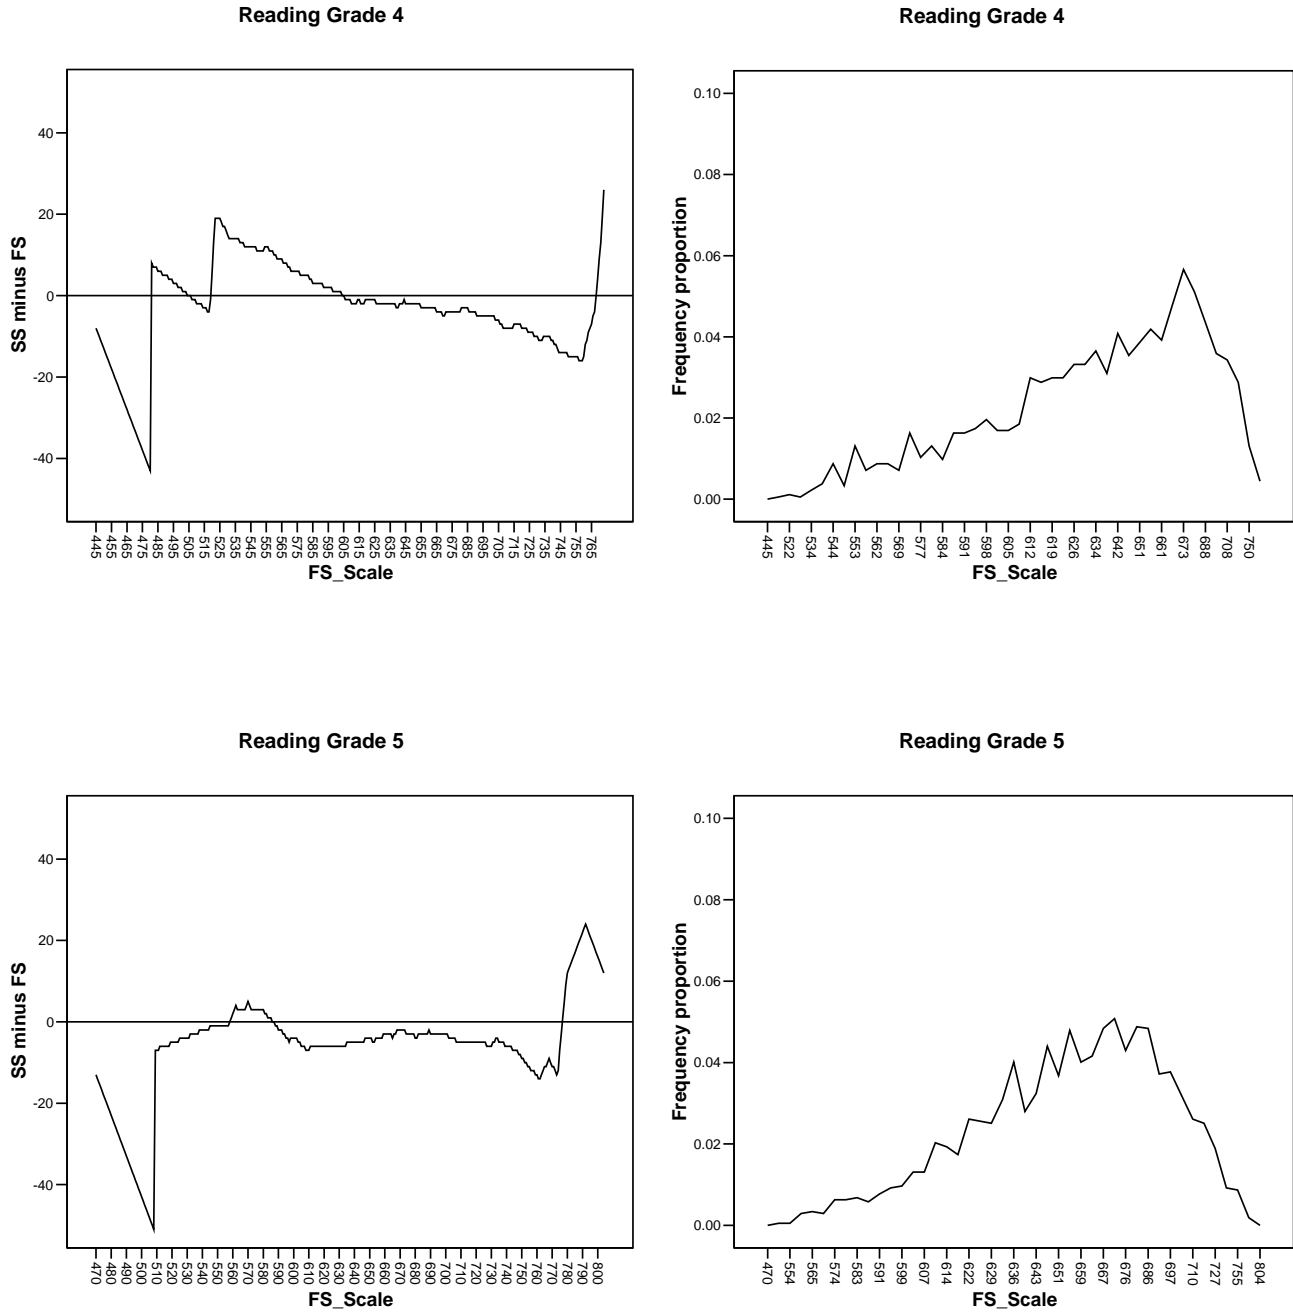 Reading Grade 4
40
20
0
-20
-40
SS minus FS
445 455 465 475 485 495 505 515 525 535 545 555 565 575 585 595 605 615 625 635 645 655 665 675 685 695 705 715 725 735 745 755 765
FS_Scale
Reading Grade 4
0.10
0.08
0.06
0.04
0.02
0.00
Frequency proportion
445 522 534 544 553 562 569 577 584 591 598 605 612 619 626 634 642 651 661 673 688 708 750
FS_Scale
Reading Grade 5
40
20
0
-20
-40
SS minus FS
470 480 490 500 510 520 530 540 550 560 570 580 590 600 610 620 630 640 650 660 670 680 690 700 710 720 730 740 750 760 770 780 790 800
FS_Scale
Reading Grade 5
0.10
0.08
0.06
0.04
0.02
0.00
Frequency proportion
470 554 565 574 583 591 599 607 614 622 629 636 643 651 659 667 676 686 697 710 727 755 804
FS_Scale